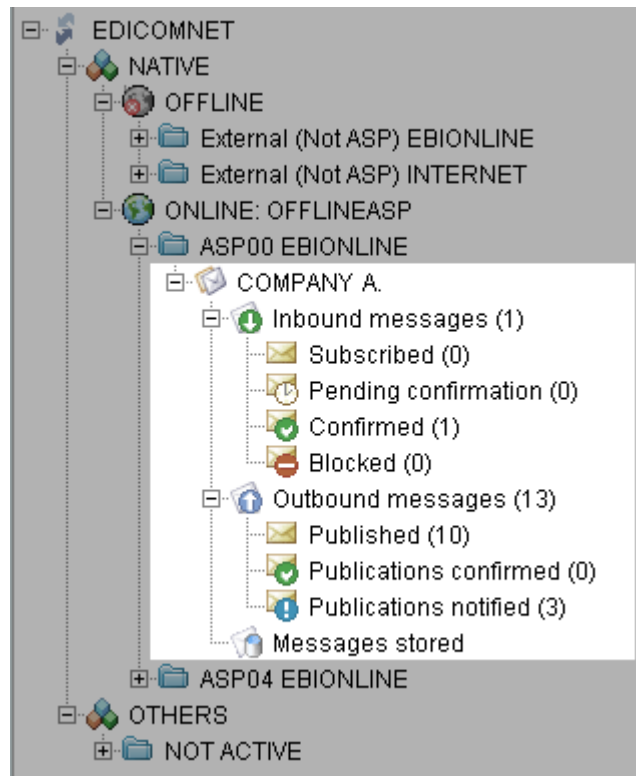 EDICOMNET
NATIVE
OFFLINE
External (Not ASP) EBIONLINE
External (Not ASP) INTERNET
ONLINE: OFFLINEASP
ASP00 EBIONLINE
COMPANY A.
Inbound messages (1)
Subscribed (0)
Pending confirmation (0)
Confirmed (1)
Blocked (0)
Outbound messages (13)
Published (10)
Publications confirmed (0)
Publications notified (3)
Messages stored
ASP04 EBIONLINE
OTHERS
NOT ACTIVE